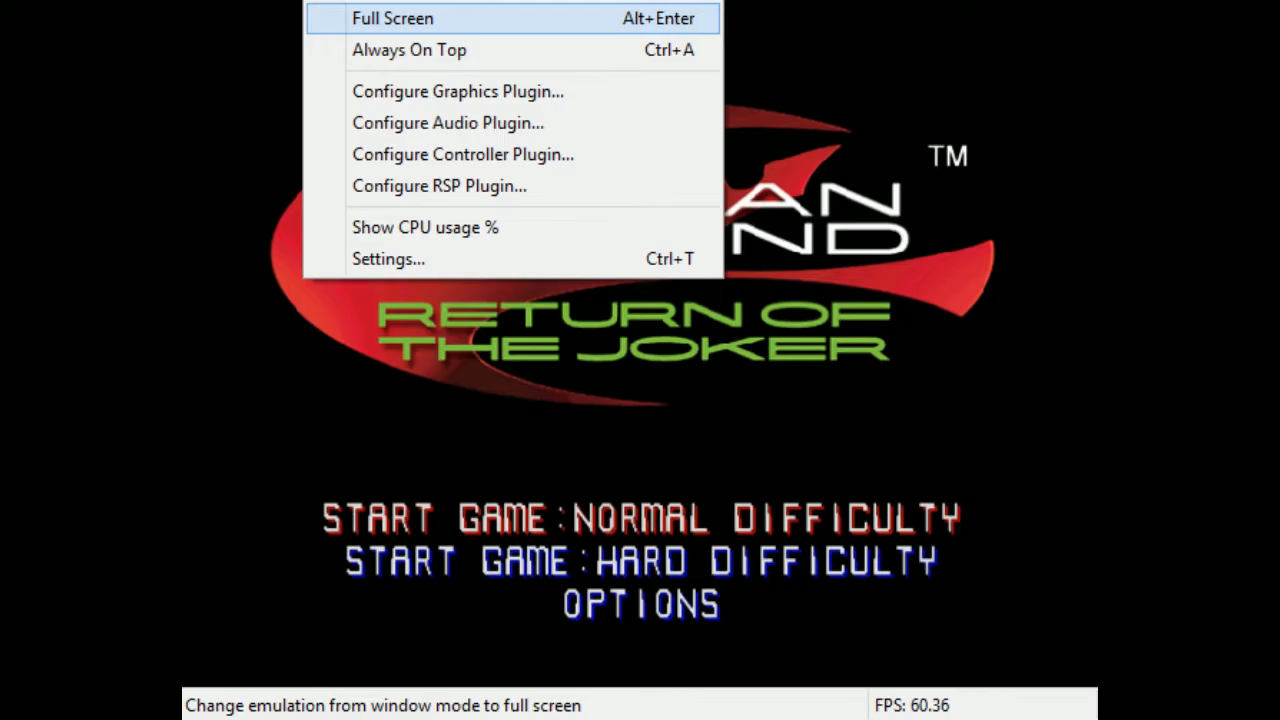 Full Screen Alt+Enter
Always On Top Ctrl+A
Configure Graphics Plugin...
Configure Audio Plugin...
Configure Controller Plugin...
Configure RSP Plugin...
Show CPU usage %
Settings... Ctrl+T
TM
AN
ND
RETURN OF
THE JOKER
START GAME:NORMAL DIFFICULTY
START GAME:HARD DIFFICULTY
OPTIONS
Change emulation from window mode to full screen FPS: 60.36